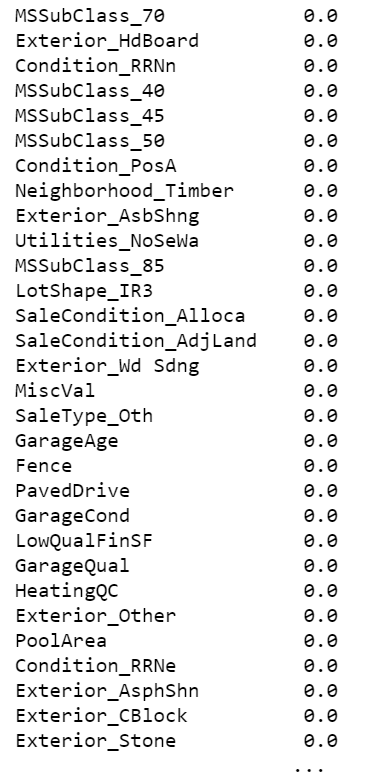 MSSubClass_70 0.0
Exterior_HdBoard 0.0
Condition_RRNn 0.0
MSSubClass_40 0.0
MSSubClass_45 0.0
MSSubClass_50 0.0
Condition_PosA 0.0
Neighborhood_Timber 0.0
Exterior_AsbShng 0.0
Utilities_NoSeWa 0.0
MSSubClass_85 0.0
LotShape_IR3 0.0
SaleCondition_Alloca 0.0
SaleCondition_AdjLand 0.0
Exterior_Wd Sdng 0.0
MiscVal 0.0
SaleType_Oth 0.0
GarageAge 0.0
Fence 0.0
PavedDrive 0.0
GarageCond 0.0
LowQualFinSF 0.0
GarageQual 0.0
HeatingQC 0.0
Exterior_Other 0.0
PoolArea 0.0
Condition_RRNe 0.0
Exterior_AsphShn 0.0
Exterior_CBlock 0.0
Exterior_Stone 0.0
...